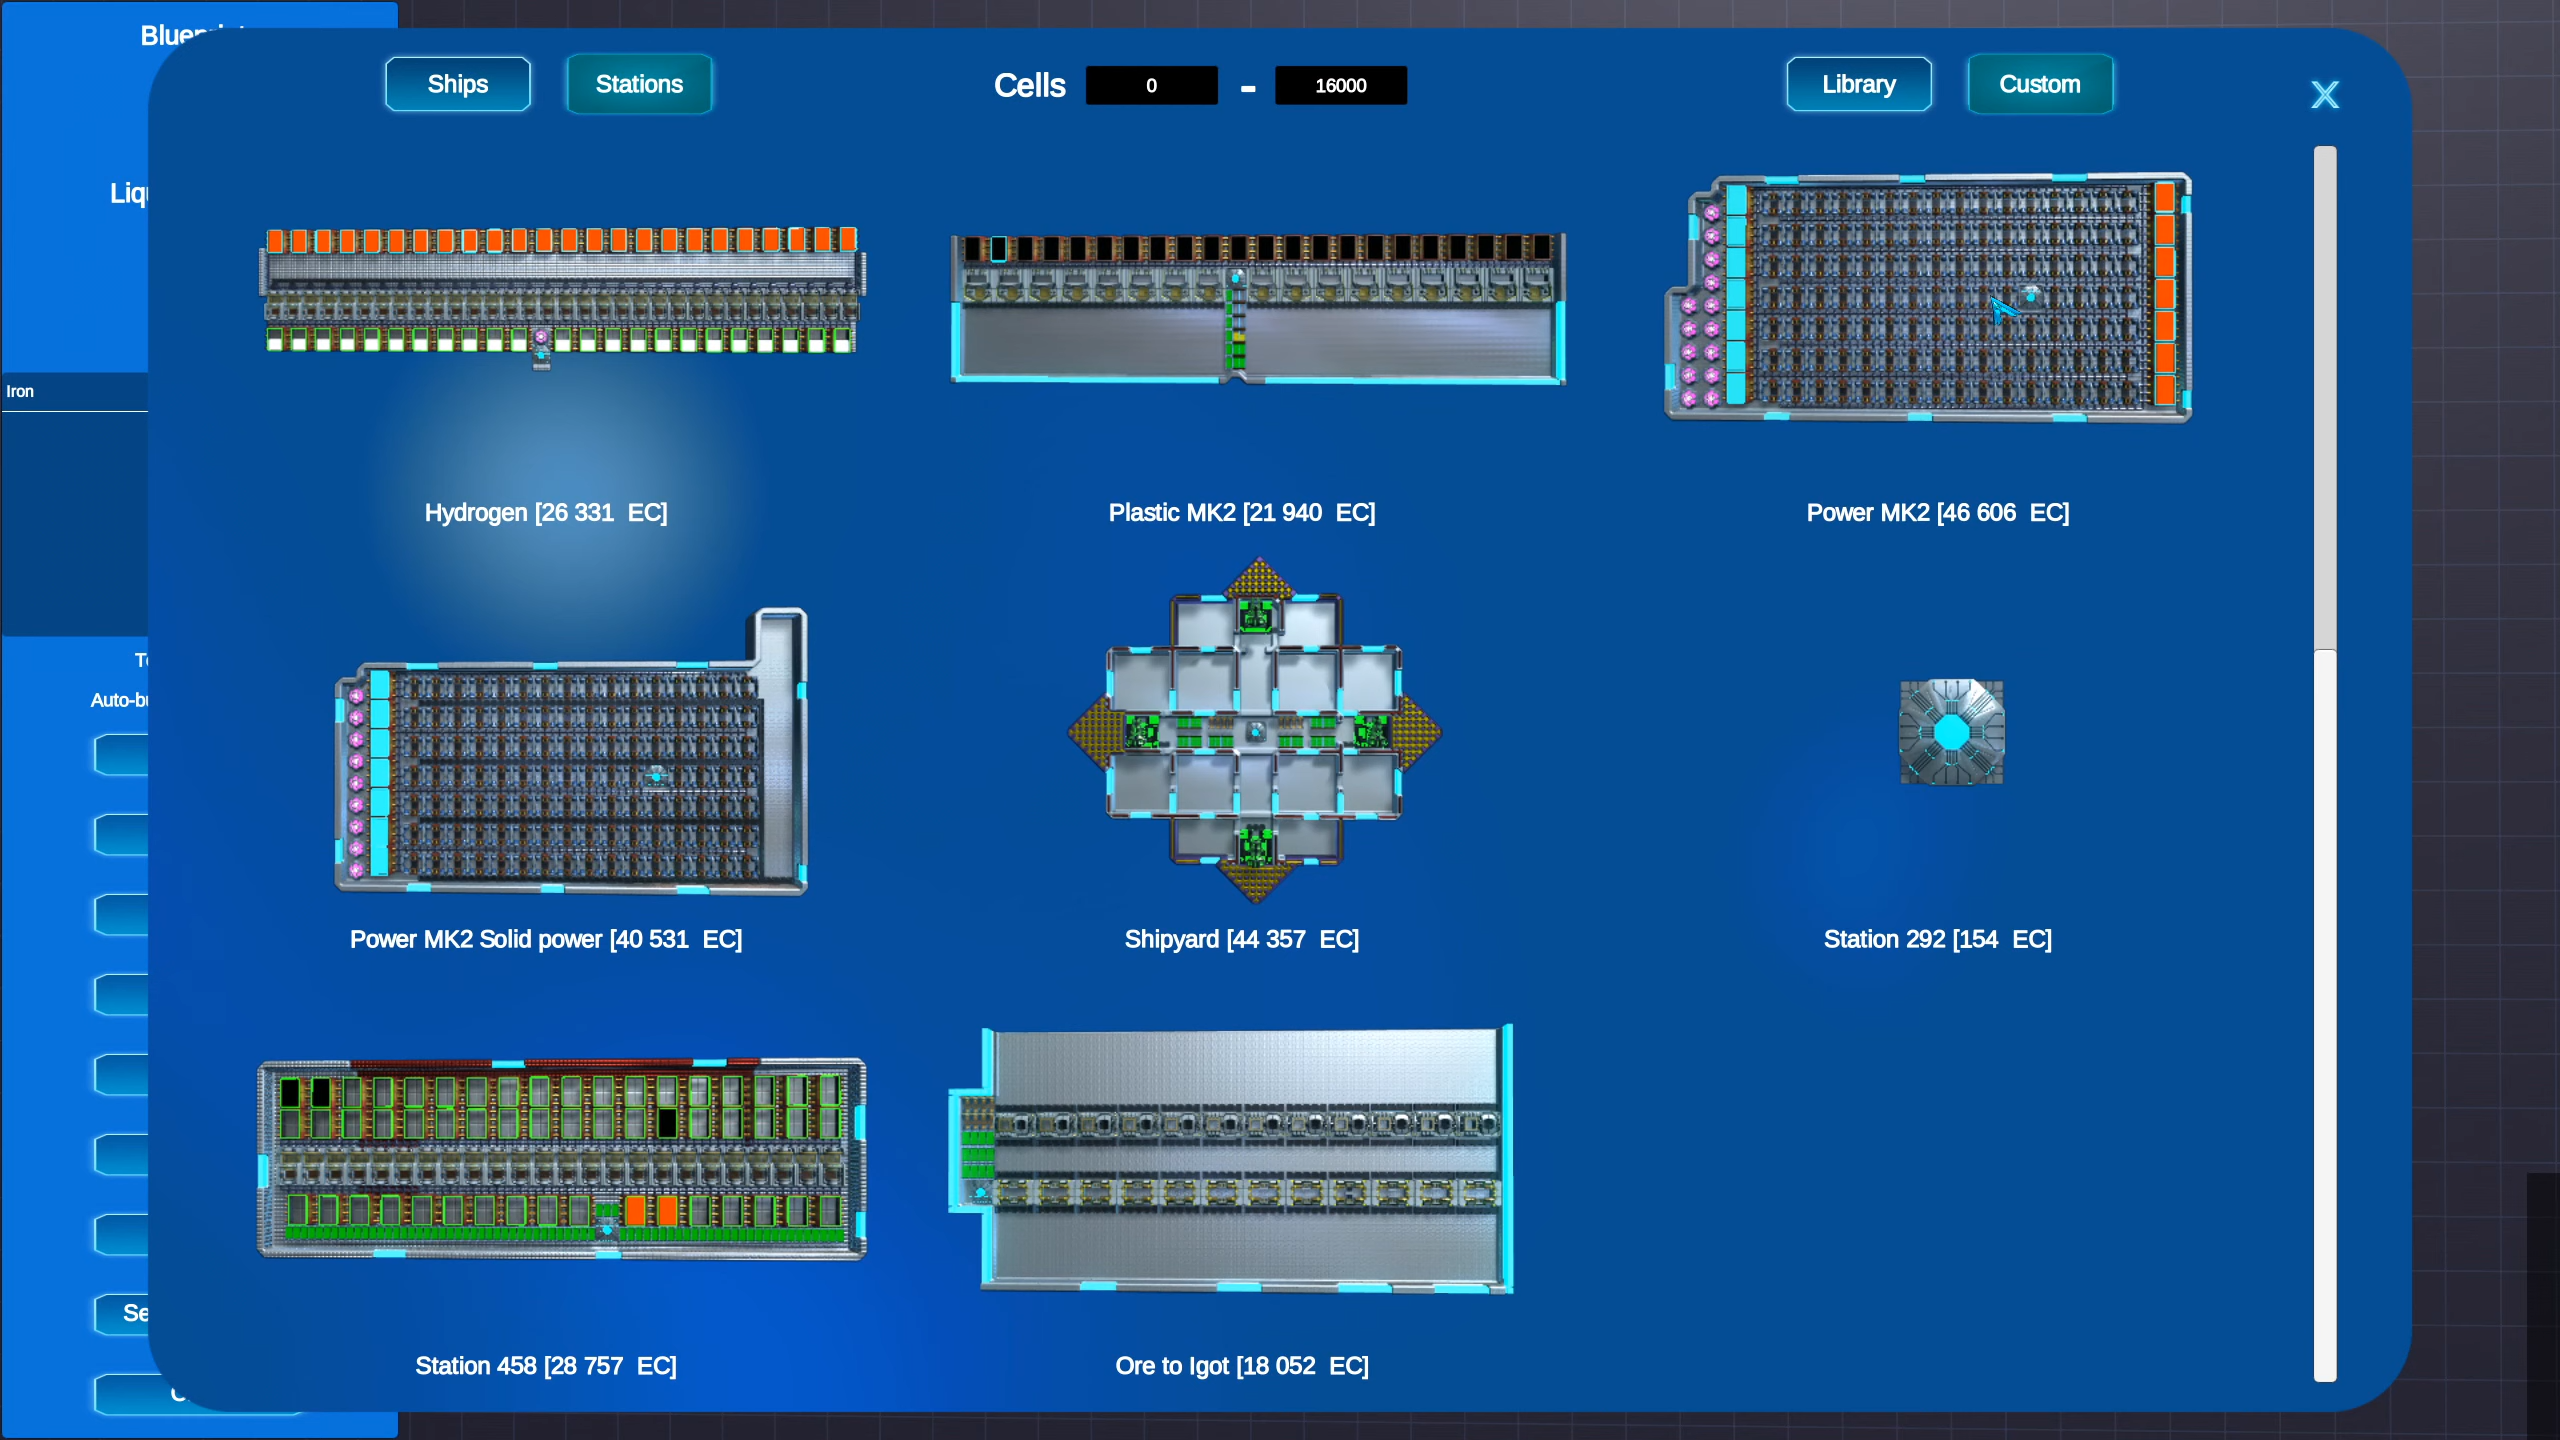 Ships
Stations
Cells
0
-
16000
Library
Custom
X
Iron
Hydrogen [26 331 EC]
Plastic MK2 [21 940 EC]
Power MK2 [46 606 EC]
Power MK2 Solid power [40 531 EC]
Shipyard [44 357 EC]
Station 292 [154 EC]
Station 458 [28 757 EC]
Ore to Igot [18 052 EC]